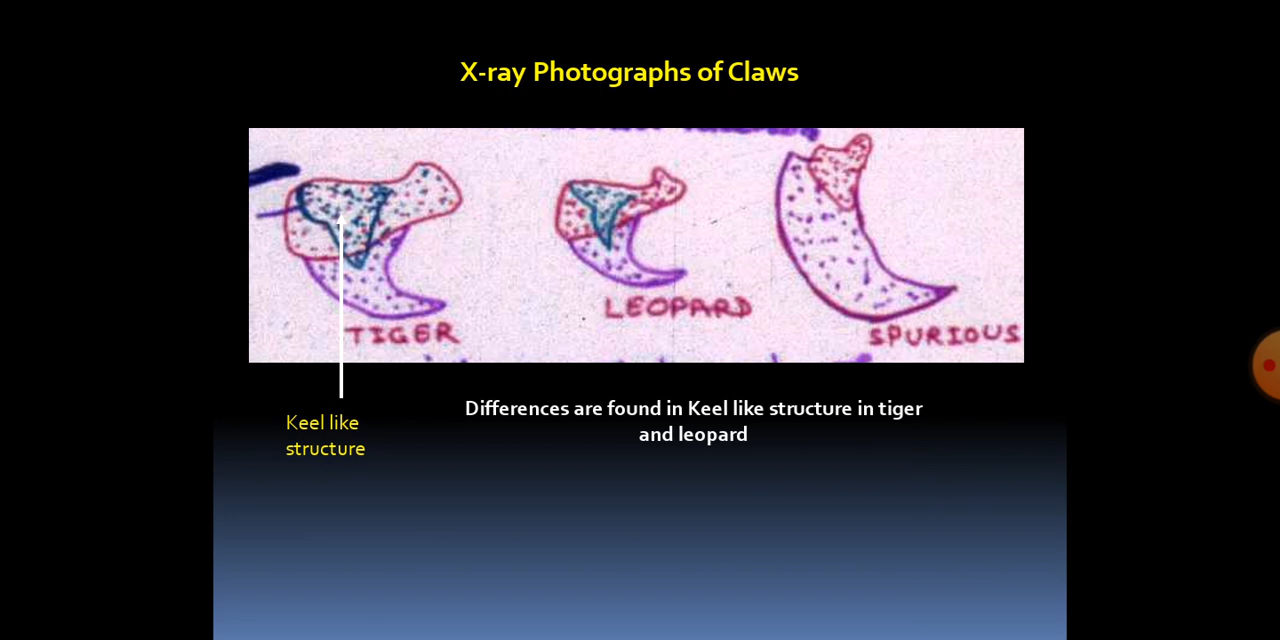 X-ray Photographs of Claws
TIGER
LEOPARD
SPURIOUS
Keel like
structure
Differences are found in Keel like structure in tiger
and leopard